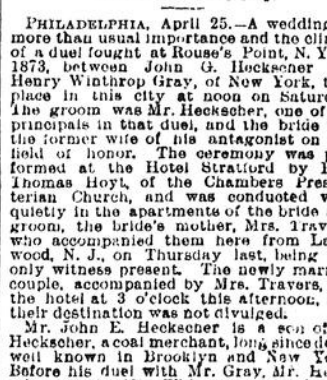 PHILADELPHIA, April 25.—A wedding
more than usual importance and the
of a duel fought at Rouse's Point, N. Y
1873, between John G. Heckscher
Henry Winthrop Gray, of New York, t
place in this city at noon on Satur
The groom was Mr. Heckscher, one of
principals in that duel, and the bride
the former wife of his antagonist on
field of honor. The ceremony was
formed at the Hotel Stratford by
Thomas Hoyt, of the Chambers Pres
terian Church, and was conducted
quietly in the apartments of the bride
groom, the bride's mother, Mrs. Trav
who accompanied them here from La
wood, N. J., on Thursday last, being
only witness present. The newly marr
couple, accompanied by Mrs. Travers,
the hotel at 3 o'clock this afternoon,
their destination was not divulged.
Mr. John E. Heckscher is a son of
Heckscher, a coal merchant, long since de
well known in Brooklyn and New Yo
Before his duel with Mr. Gray, Mr. He